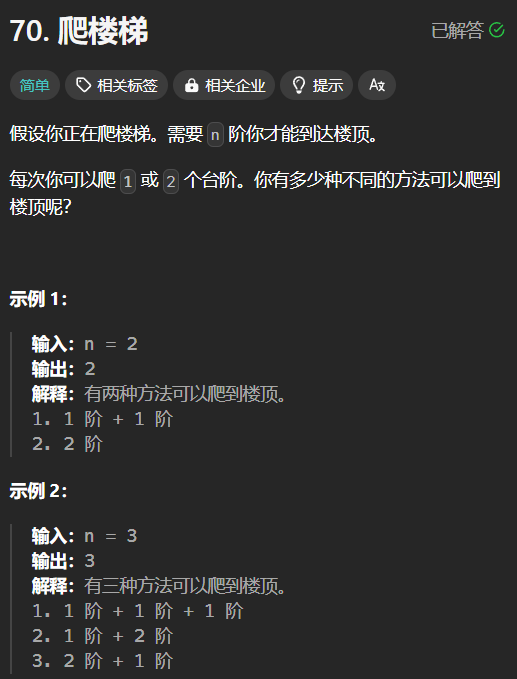 70. 爬楼梯
已解答
简单
相关标签
相关企业
提示
假设你正在爬楼梯。需要 n 阶你才能到达楼顶。
每次你可以爬 1 或 2 个台阶。你有多少种不同的方法可以爬到
楼顶呢?
示例 1:
输入:n = 2
输出:2
解释:有两种方法可以爬到楼顶。
1. 1 阶 + 1 阶
2. 2 阶
示例 2:
输入:n = 3
输出:3
解释:有三种方法可以爬到楼顶。
1. 1 阶 + 1 阶 + 1 阶
2. 1 阶 + 2 阶
3. 2 阶 + 1 阶